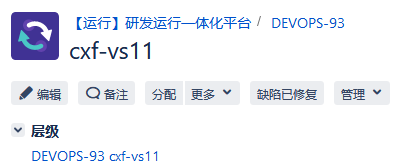 【运行】研发运行一体化平台 / DEVOPS-93
cxf-vs11
编辑 备注 分配 更多 缺陷已修复 管理
层级
DEVOPS-93 cxf-vs11